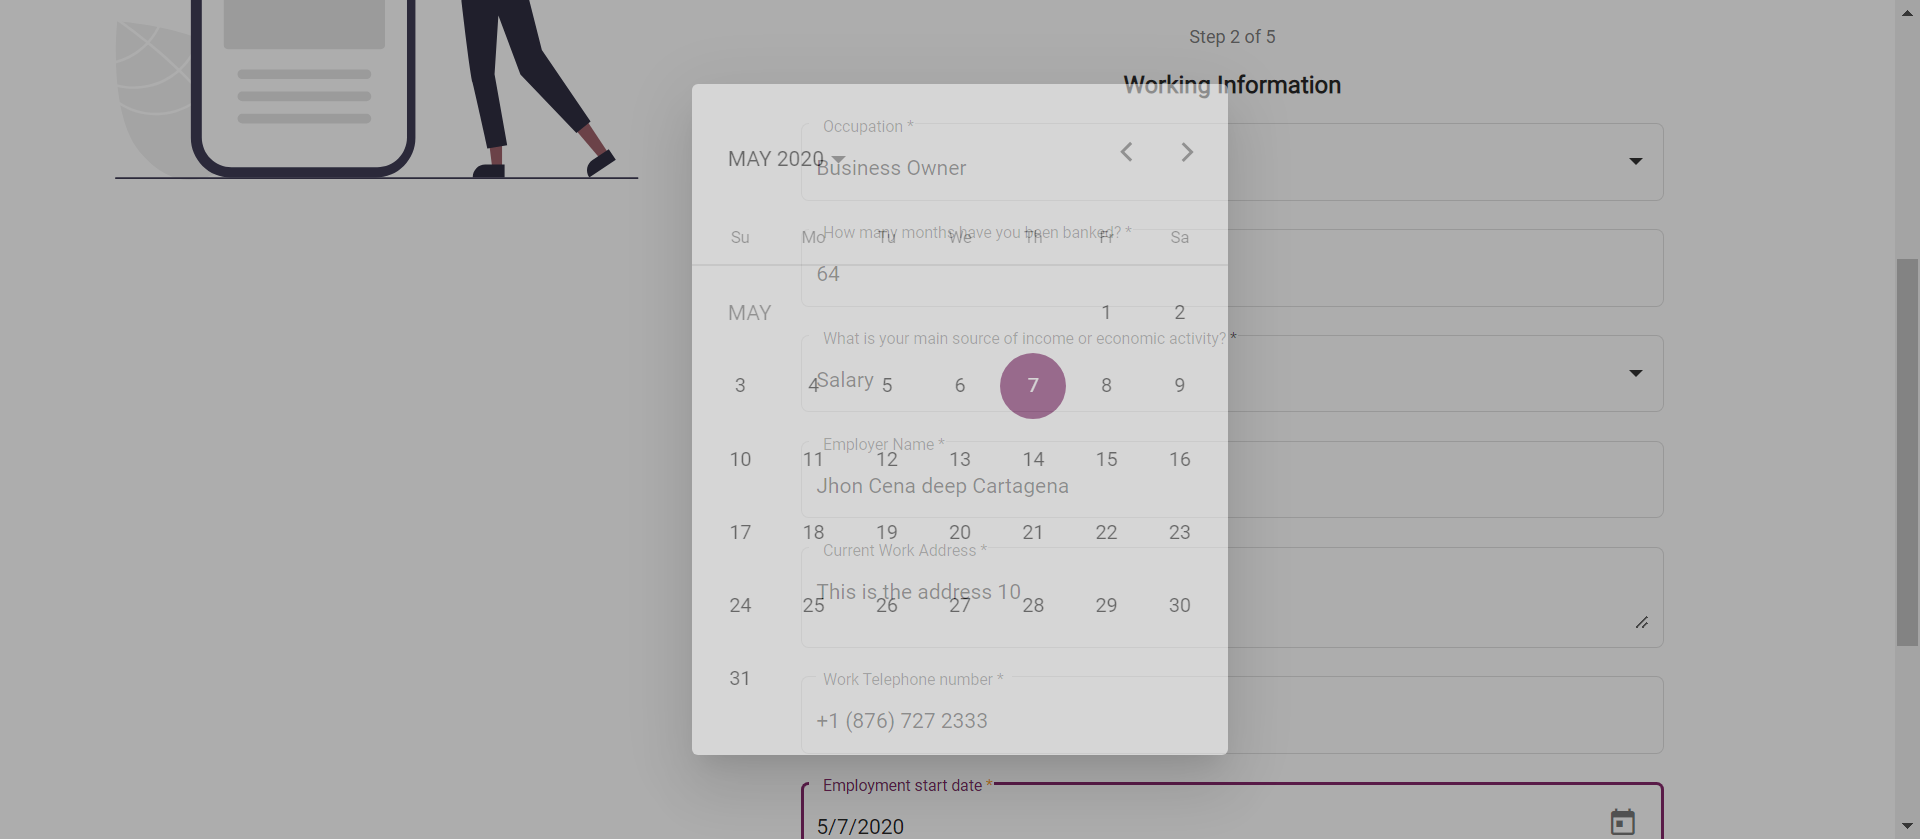 Step 2 of 5
Working Information
Occupation *
Business Owner
How many months have you been banked? *
64
What is your main source of income or economic activity? *
Salary
Employer Name *
Jhon Cena deep Cartagena
Current Work Address *
This is the address 10
Work Telephone number *
+1 (876) 727 2333
Employment start date *
5/7/2020
MAY 2020
Su Mo Tu We Th Fr Sa
MAY 1 2
3 4 5 6 7 8 9
10 11 12 13 14 15 16
17 18 19 20 21 22 23
24 25 26 27 28 29 30
31